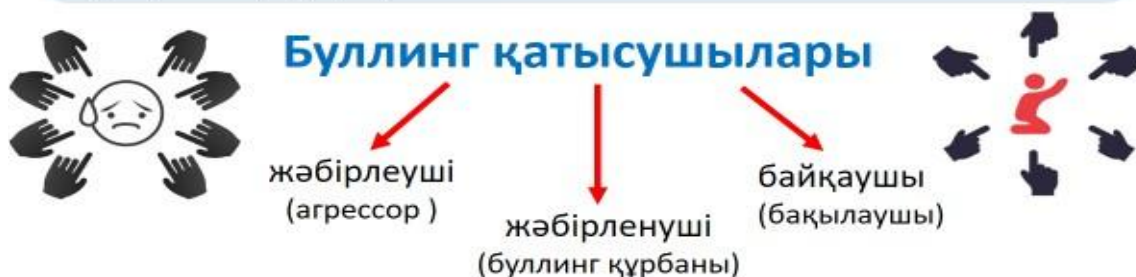 Буллинг қатысушылары
жәбірлеуші
(агрессор )
жәбірленуші
(буллинг құрбаны)
байқаушы
(бақылаушы)